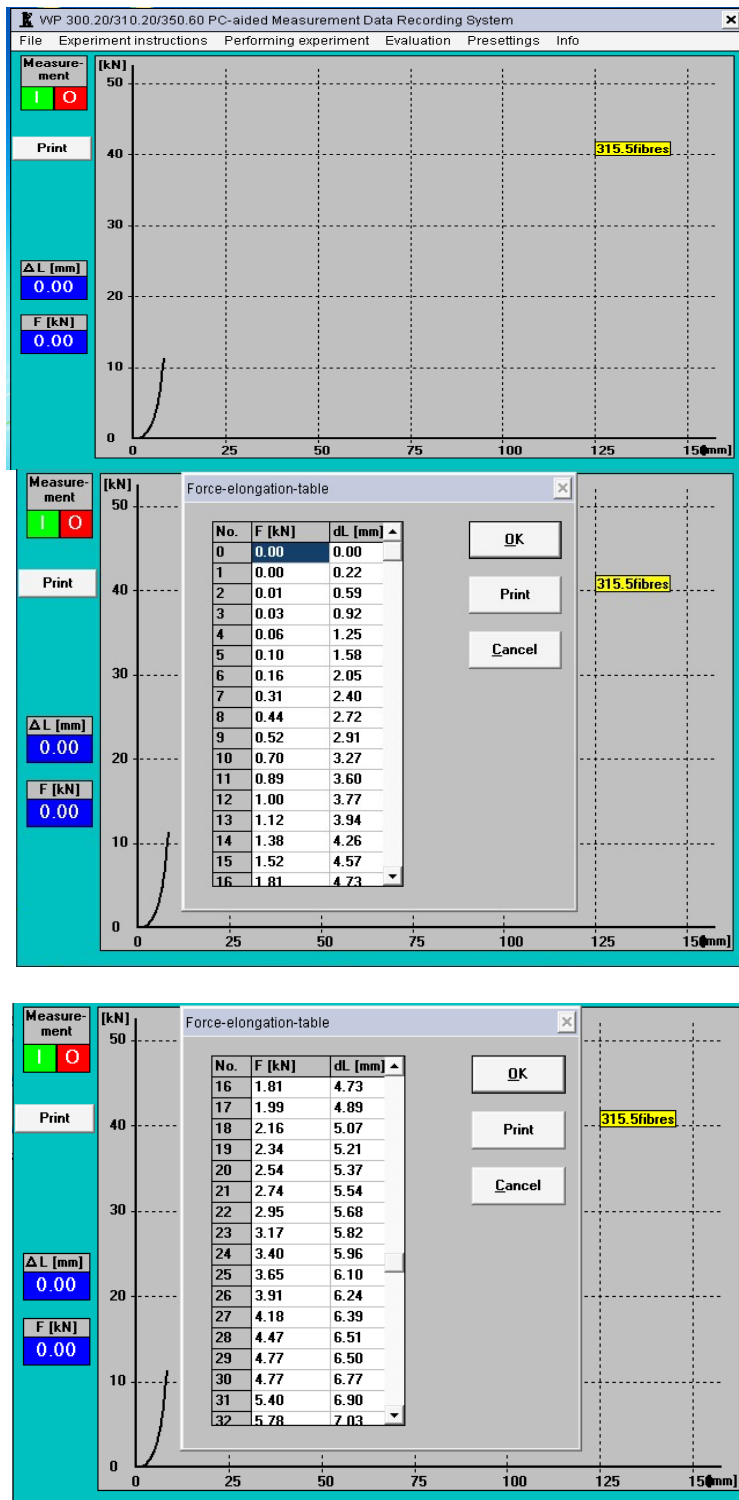 WP 300.20/310.20/350.60 PC-aided Measurement Data Recording System
File Experiment instructions Performing experiment Evaluation Presettings Info
Measure-
ment
I O
Print
Δ L [mm]
0.00
F [kN]
0.00
[kN]
50
40
30
20
10
0
315.5fibres
0 25 50 75 100 125 150 [mm]
Measure-
ment
I O
Print
Δ L [mm]
0.00
F [kN]
0.00
[kN]
50
40
30
20
10
0
Force-elongation-table
No. F [kN] dL [mm]
0 0.00 0.00
1 0.00 0.22
2 0.01 0.59
3 0.03 0.92
4 0.06 1.25
5 0.10 1.58
6 0.16 2.05
7 0.31 2.40
8 0.44 2.72
9 0.52 2.91
10 0.70 3.27
11 0.89 3.60
12 1.00 3.77
13 1.12 3.94
14 1.38 4.26
15 1.52 4.57
16 1.81 4.73
OK
Print
Cancel
315.5fibres
0 25 50 75 100 125 150 [mm]
Measure-
ment
I O
Print
Δ L [mm]
0.00
F [kN]
0.00
[kN]
50
40
30
20
10
0
Force-elongation-table
No. F [kN] dL [mm]
16 1.81 4.73
17 1.99 4.89
18 2.16 5.07
19 2.34 5.21
20 2.54 5.37
21 2.74 5.54
22 2.95 5.68
23 3.17 5.82
24 3.40 5.96
25 3.65 6.10
26 3.91 6.24
27 4.18 6.39
28 4.47 6.51
29 4.77 6.50
30 4.77 6.77
31 5.40 6.90
32 5.78 7.03
OK
Print
Cancel
315.5fibres
0 25 50 75 100 125 150 [mm]